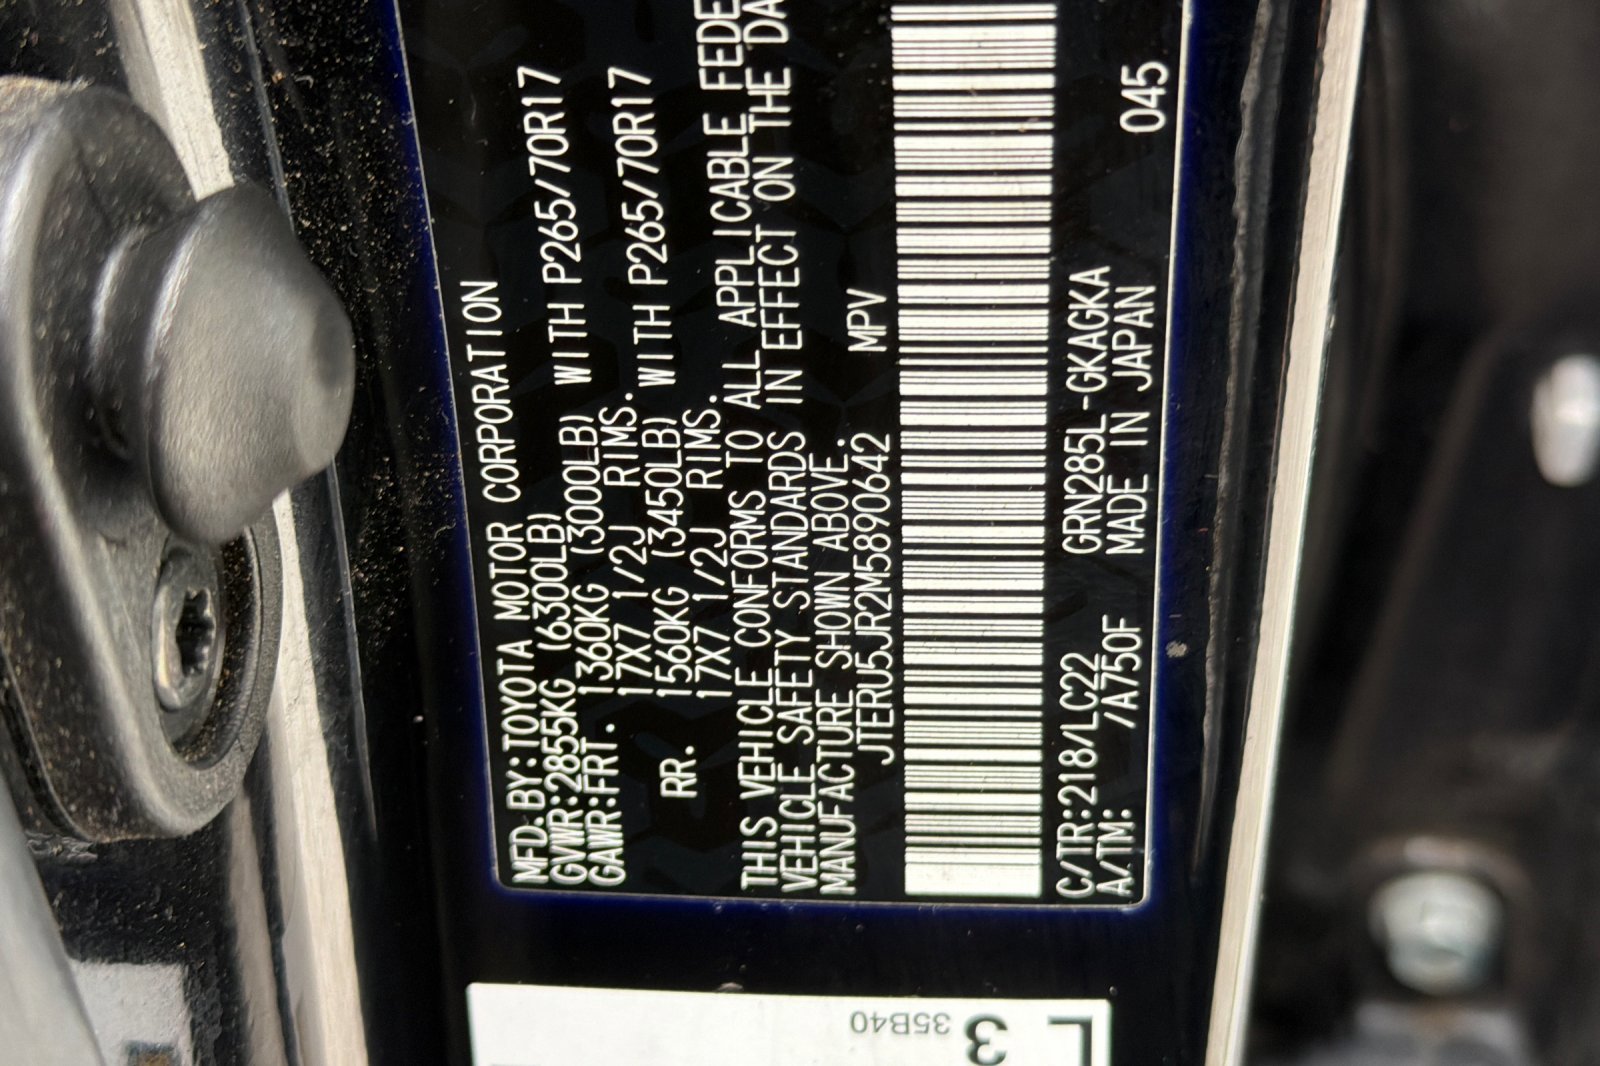 MFD.BY:TOYOTA MOTOR CORPORATION
GVWR:2855KG (6300LB)
GAWR:FRT. 1360KG (3000LB) WITH P265/70R17
17X7 1/2J RIMS.
RR. 1560KG (3450LB) WITH P265/70R17
17X7 1/2J RIMS.
THIS VEHICLE CONFORMS TO ALL APPLICABLE FEDE
VEHICLE SAFETY STANDARDS IN EFFECT ON THE DA
MANUFACTURE SHOWN ABOVE.
JTERU5JR2M5890642 MPV
C/TR:218/LC22 GRN285L-GKAGKA 045
A/TM: /A750F MADE IN JAPAN
35B40
3